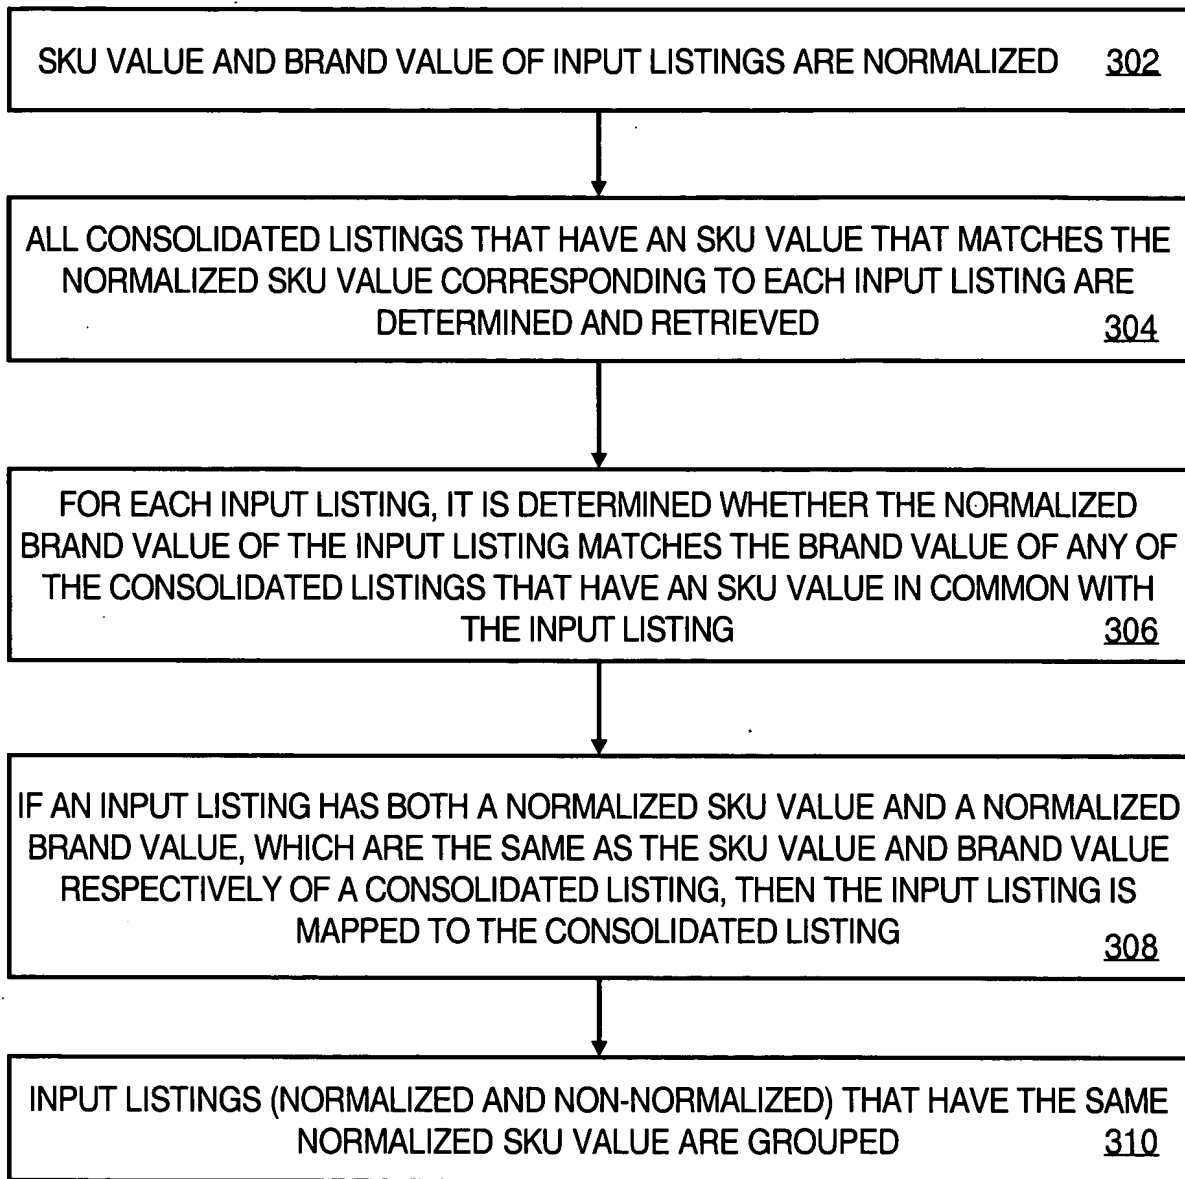 SKU VALUE AND BRAND VALUE OF INPUT LISTINGS ARE NORMALIZED 302
ALL CONSOLIDATED LISTINGS THAT HAVE AN SKU VALUE THAT MATCHES THE
NORMALIZED SKU VALUE CORRESPONDING TO EACH INPUT LISTING ARE
DETERMINED AND RETRIEVED 304
FOR EACH INPUT LISTING, IT IS DETERMINED WHETHER THE NORMALIZED
BRAND VALUE OF THE INPUT LISTING MATCHES THE BRAND VALUE OF ANY OF
THE CONSOLIDATED LISTINGS THAT HAVE AN SKU VALUE IN COMMON WITH
THE INPUT LISTING 306
IF AN INPUT LISTING HAS BOTH A NORMALIZED SKU VALUE AND A NORMALIZED
BRAND VALUE, WHICH ARE THE SAME AS THE SKU VALUE AND BRAND VALUE
RESPECTIVELY OF A CONSOLIDATED LISTING, THEN THE INPUT LISTING IS
MAPPED TO THE CONSOLIDATED LISTING 308
INPUT LISTINGS (NORMALIZED AND NON-NORMALIZED) THAT HAVE THE SAME
NORMALIZED SKU VALUE ARE GROUPED 310